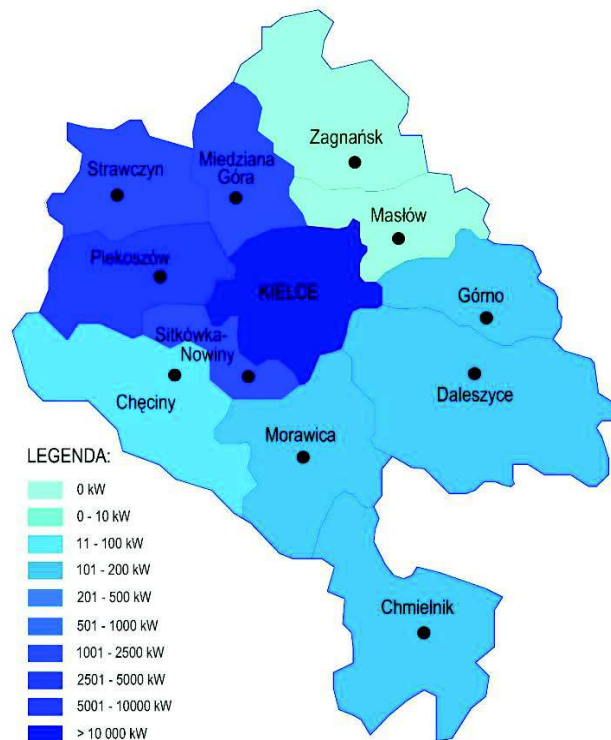 Zagnańsk
Strawczyn
Miedziana
Góra
Masłów
Piekoszów
KIELCE
Górno
Sitkówka-
Nowiny
Chęciny
Daleszyce
Morawica
Chmielnik
LEGENDA:
0 kW
0 - 10 kW
11 - 100 kW
101 - 200 kW
201 - 500 kW
501 - 1000 kW
1001 - 2500 kW
2501 - 5000 kW
5001 - 10000 kW
> 10 000 kW